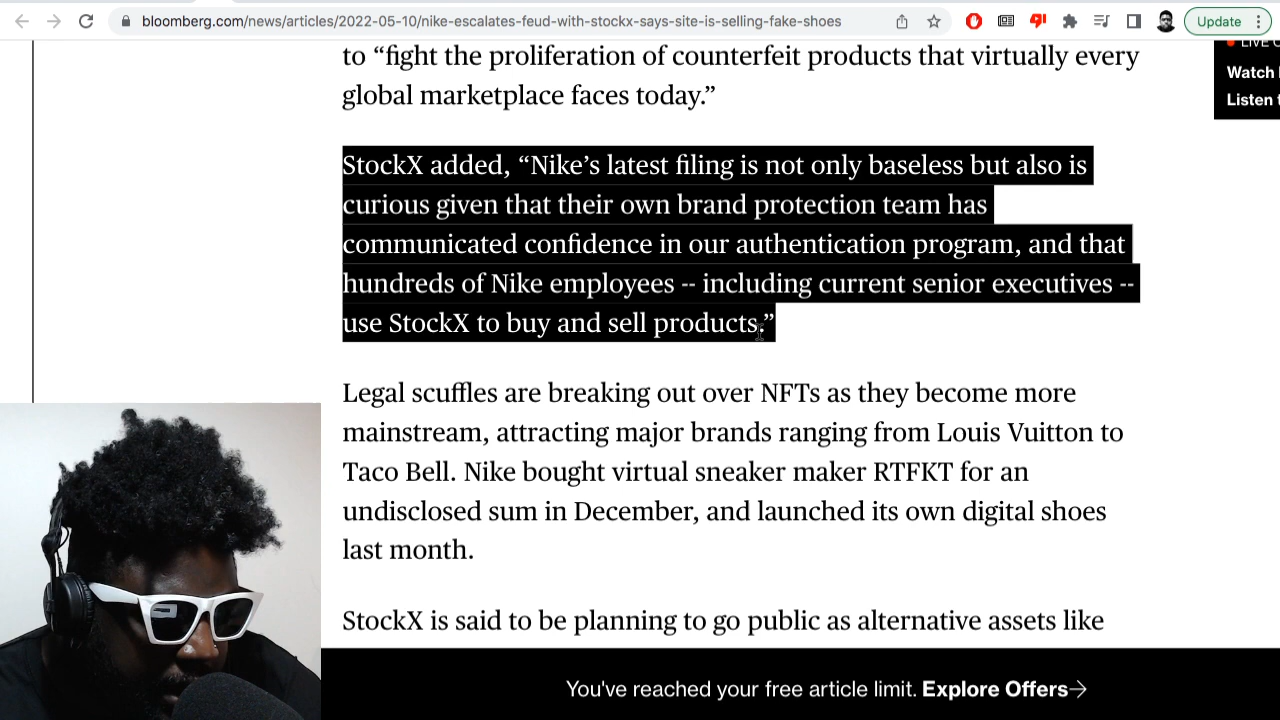 bloomberg.com/news/articles/2022-05-10/nike-escalates-feud-with-stockx-says-site-is-selling-fake-shoes
Update
LIVE
Watch
Listen
to “fight the proliferation of counterfeit products that virtually every
global marketplace faces today.”
StockX added, “Nike’s latest filing is not only baseless but also is
curious given that their own brand protection team has
communicated confidence in our authentication program, and that
hundreds of Nike employees -- including current senior executives --
use StockX to buy and sell products.”
Legal scuffles are breaking out over NFTs as they become more
mainstream, attracting major brands ranging from Louis Vuitton to
Taco Bell. Nike bought virtual sneaker maker RTFKT for an
undisclosed sum in December, and launched its own digital shoes
last month.
StockX is said to be planning to go public as alternative assets like
You've reached your free article limit. Explore Offers→